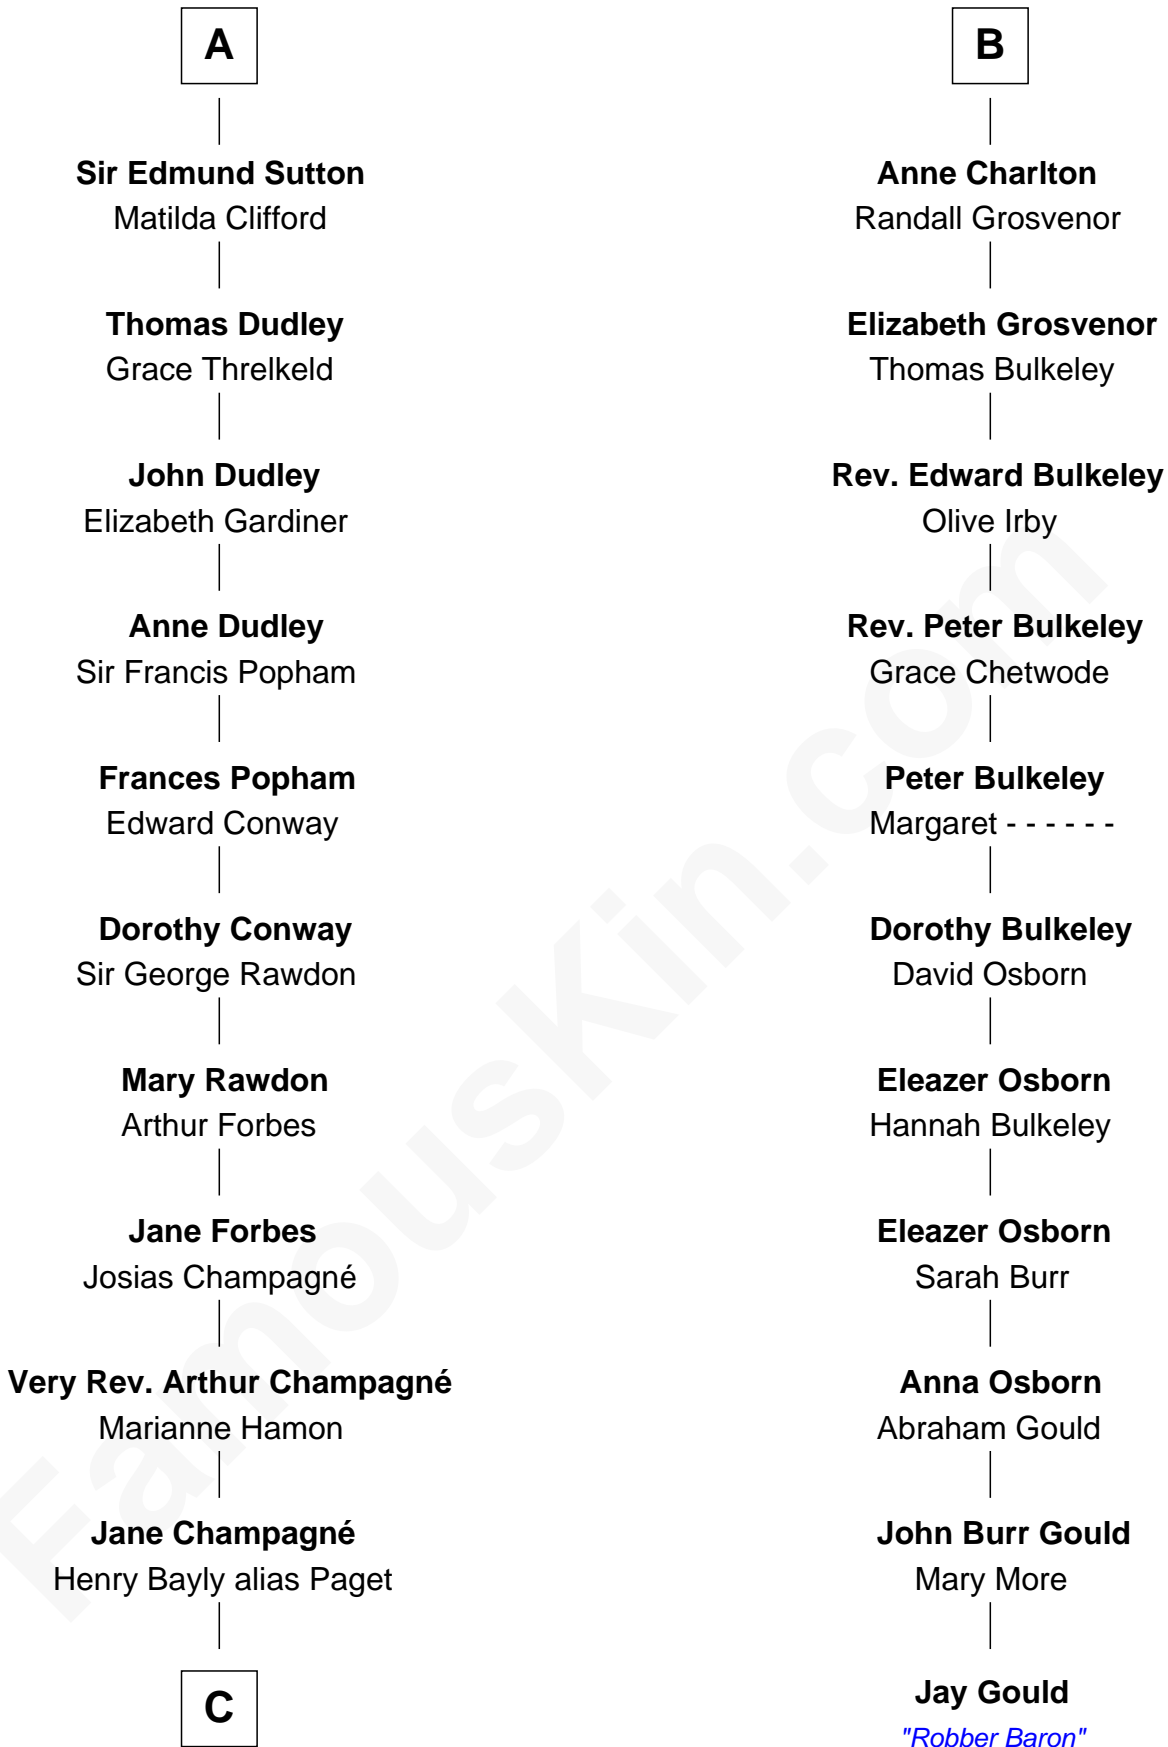 A
Sir Edmund Sutton
Matilda Clifford
Thomas Dudley
Grace Threlkeld
John Dudley
Elizabeth Gardiner
Anne Dudley
Sir Francis Popham
Frances Popham
Edward Conway
Dorothy Conway
Sir George Rawdon
Mary Rawdon
Arthur Forbes
Jane Forbes
Josias Champagné
Very Rev. Arthur Champagné
Marianne Hamon
Jane Champagné
Henry Bayly alias Paget
C
B
Anne Charlton
Randall Grosvenor
Elizabeth Grosvenor
Thomas Bulkeley
Rev. Edward Bulkeley
Olive Irby
Rev. Peter Bulkeley
Grace Chetwode
Peter Bulkeley
Margaret - - - - - -
Dorothy Bulkeley
David Osborn
Eleazer Osborn
Hannah Bulkeley
Eleazer Osborn
Sarah Burr
Anna Osborn
Abraham Gould
John Burr Gould
Mary More
Jay Gould
"Robber Baron"
FamousKin.com